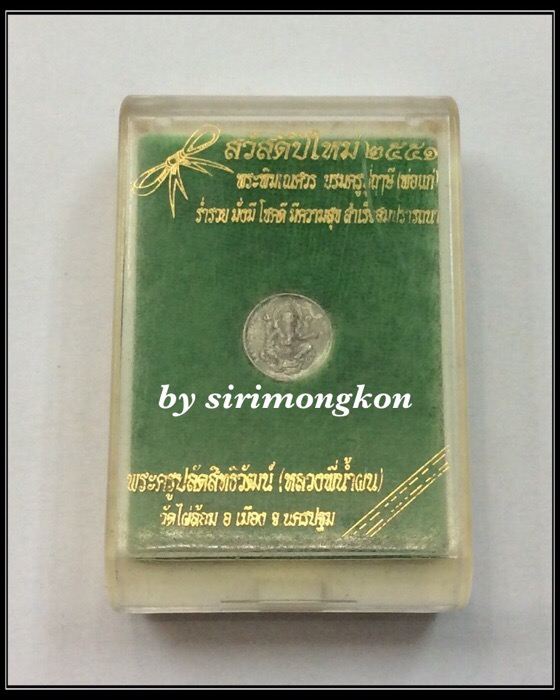 สวัสดีปีใหม่ ๒๕๕๑
พระพิฆเนศวร บรมครู ปู่ฤาษี (พ่อแก่)
ร่ำรวย มั่งมี โชคดี มีความสุข สำเร็จสมปรารถนา
by sirimongkon
พระครูปลัดสิทธิวัฒน์ (หลวงพี่น้ำฝน)
วัดไผ่ล้อม อ เมือง จ นครปฐม